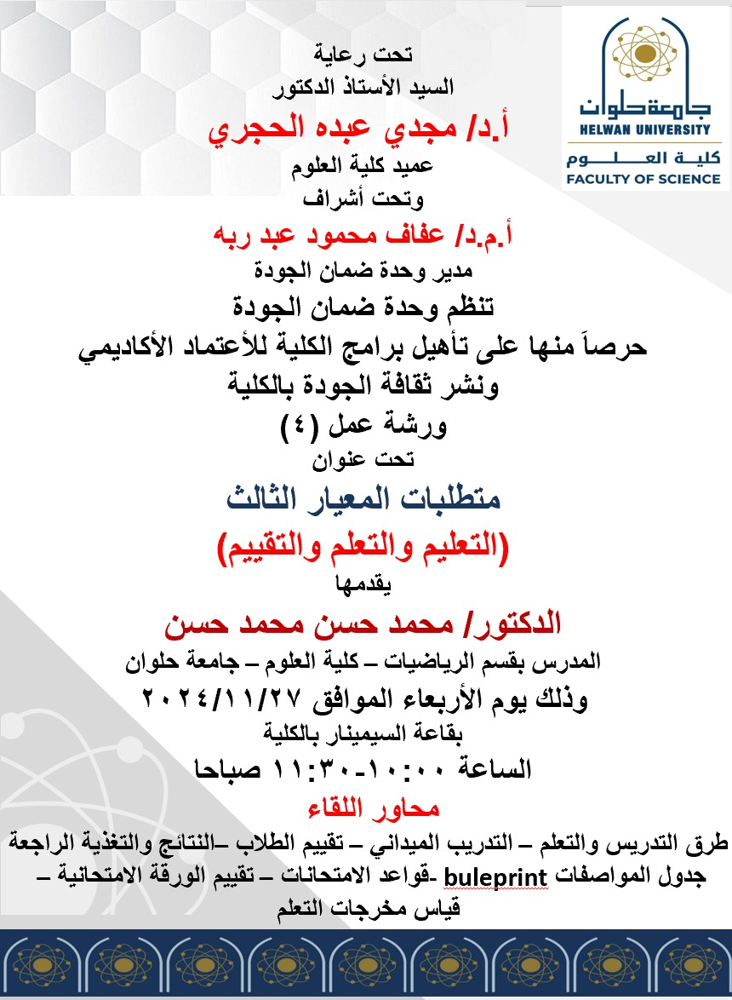 جامعة حلوان
HELWAN UNIVERSITY
كلية العلوم
FACULTY OF SCIENCE
تحت رعاية
السيد الأستاذ الدكتور
أ.د/ مجدي عبده الحجري
عميد كلية العلوم
وتحت أشراف
أ.م.د/ عفاف محمود عبد ربه
مدير وحدة ضمان الجودة
تنظم وحدة ضمان الجودة
حرصاَ منها على تأهيل برامج الكلية للأعتماد الأكاديمي
ونشر ثقافة الجودة بالكلية
ورشة عمل (٤)
تحت عنوان
متطلبات المعيار الثالث
(التعليم والتعلم والتقييم)
يقدمها
الدكتور/ محمد حسن محمد حسن
المدرس بقسم الرياضيات – كلية العلوم – جامعة حلوان
وذلك يوم الأربعاء الموافق ٢٠٢٤/١١/٢٧
بقاعة السيمينار بالكلية
الساعة ١٠:٠٠-١١:٣٠ صباحا
محاور اللقاء
طرق التدريس والتعلم – التدريب الميداني – تقييم الطلاب –النتائج والتغذية الراجعة
جدول المواصفات buleprint -قواعد الامتحانات – تقييم الورقة الامتحانية –
قياس مخرجات التعلم